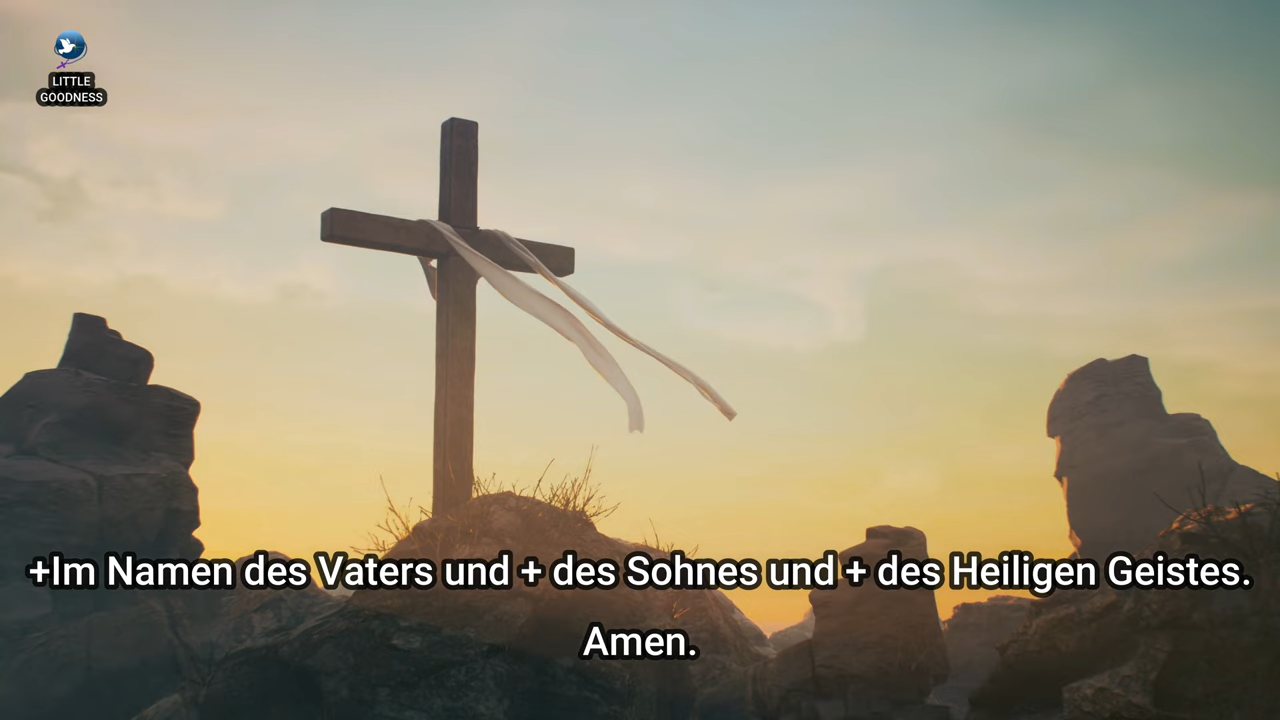 LITTLE
GOODNESS
+Im Namen des Vaters und + des Sohnes und + des Heiligen Geistes.
Amen.